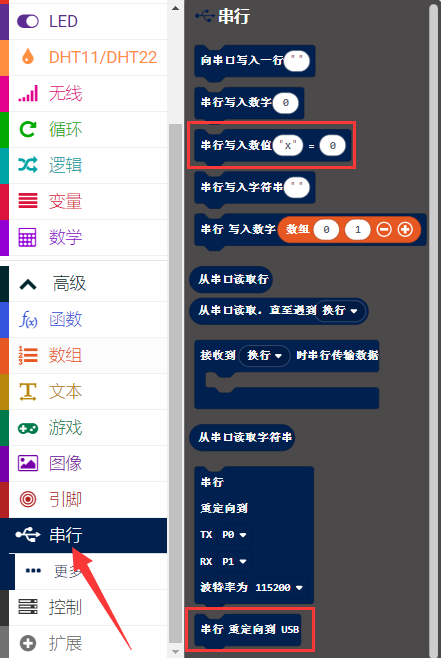 LED
DHT11/DHT22
无线
循环
逻辑
变量
数学
高级
f(x) 函数
数组
文本
游戏
图像
引脚
串行
更多
控制
扩展
串行
向串口写入一行 " "
串行写入数字 0
串行写入数值 "x" = 0
串行写入字符串 " "
串行 写入数字 数组 0 1
从串口读取行
从串口读取，直至遇到 换行
接收到 换行 时串行传输数据
从串口读取字符串
串行
重定向到
TX P0
RX P1
波特率为 115200
串行 重定向到 USB